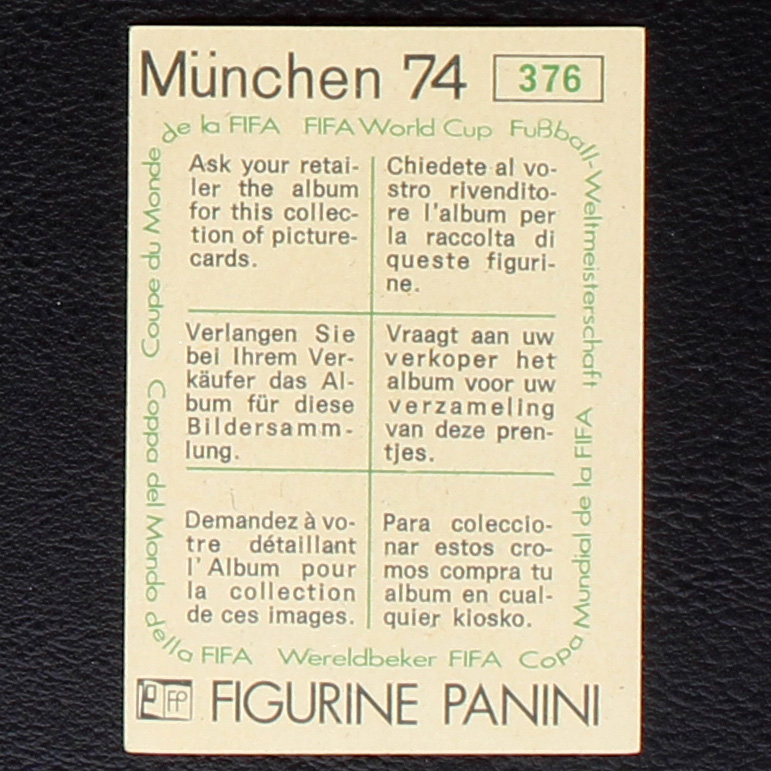 München 74 376
de la FIFA FIFA World Cup Fußball-Weltmeisterschaft
Ask your retai-
ler the album
for this collec-
tion of picture-
cards.
Chiedete al vo-
stro rivendito-
re l'album per
la raccolta di
queste figuri-
ne.
Verlangen Sie
bei Ihrem Ver-
käufer das Al-
bum für diese
Bildersamm-
lung.
Vraagt aan uw
verkoper het
album voor uw
verzameling
van deze pren-
tjes.
Demandez à vo-
tre détaillant
l'Album pour
la collection
de ces images.
Para coleccio-
nar estos cro-
mos compra tu
album en cual-
quier kiosko.
Coupe du Monde
Coppa del Mondo
Copa Mundial de la FIFA
della FIFA Wereldbeker FIFA
FP FIGURINE PANINI